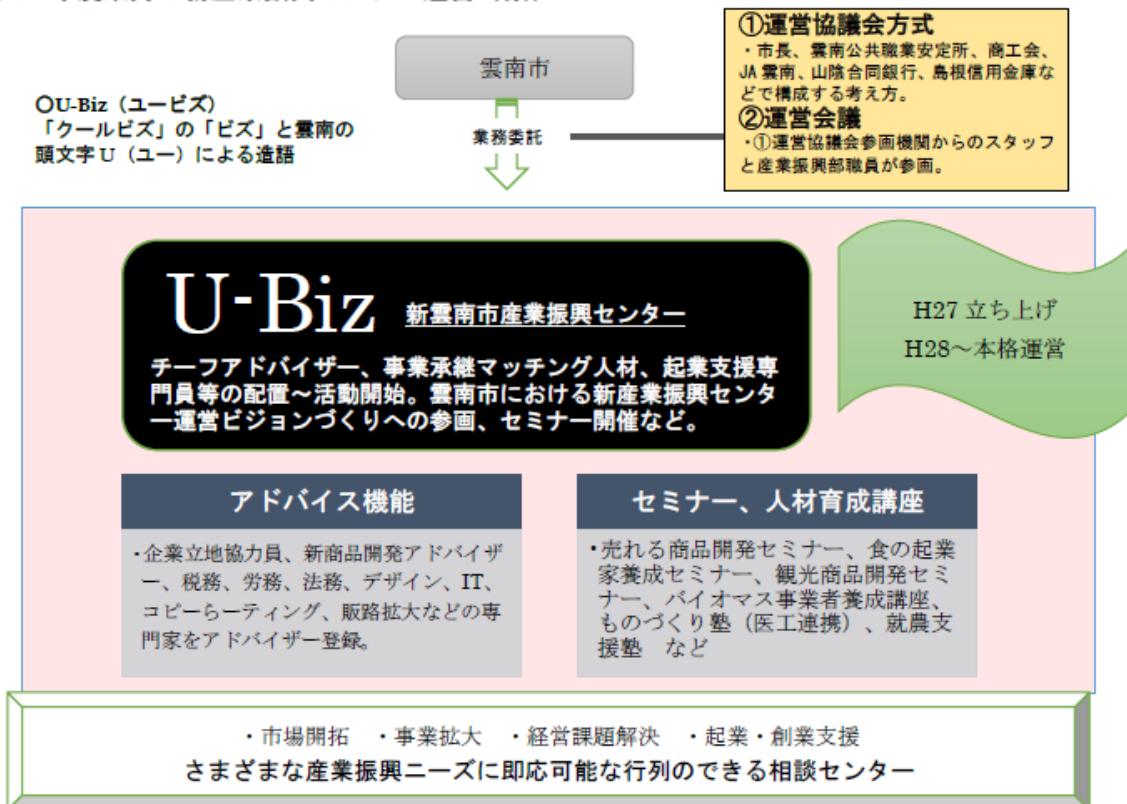 雲南市
業務委託
○U-Biz（ユービズ）
「クールビズ」の「ビズ」と雲南の
頭文字 U（ユー）による造語
①運営協議会方式
・市長、雲南公共職業安定所、商工会、
JA 雲南、山陰合同銀行、島根信用金庫な
どで構成する考え方。
②運営会議
・①運営協議会参画機関からのスタッフ
と産業振興部職員が参画。
U-Biz 新雲南市産業振興センター
チーフアドバイザー、事業承継マッチング人材、起業支援専
門員等の配置～活動開始。雲南市における新産業振興センタ
ー運営ビジョンづくりへの参画、セミナー開催など。
H27 立ち上げ
H28～本格運営
アドバイス機能
・企業立地協力員、新商品開発アドバイザ
ー、税務、労務、法務、デザイン、IT、
コピーらーティング、販路拡大などの専
門家をアドバイザー登録。
セミナー、人材育成講座
・売れる商品開発セミナー、食の起業
家養成セミナー、観光商品開発セミ
ナー、バイオマス事業者養成講座、
ものづくり塾（医工連携）、就農支
援塾　など
・市場開拓　・事業拡大　・経営課題解決　・起業・創業支援
さまざまな産業振興ニーズに即応可能な行列のできる相談センター